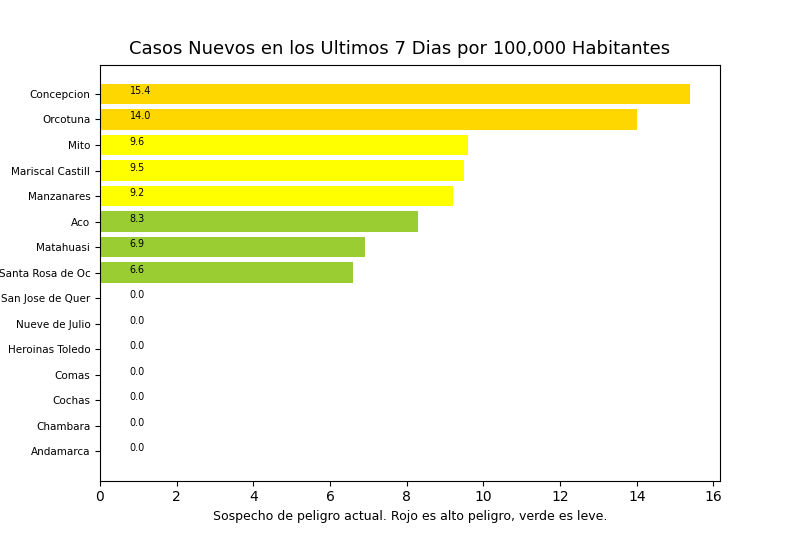 Casos Nuevos en los Ultimos 7 Dias por 100,000 Habitantes
Concepcion 15.4
Orcotuna 14.0
Mito 9.6
Mariscal Castill 9.5
Manzanares 9.2
Aco 8.3
Matahuasi 6.9
Santa Rosa de Oc 6.6
San Jose de Quer 0.0
Nueve de Julio 0.0
Heroinas Toledo 0.0
Comas 0.0
Cochas 0.0
Chambara 0.0
Andamarca 0.0
0 2 4 6 8 10 12 14 16
Sospecho de peligro actual. Rojo es alto peligro, verde es leve.